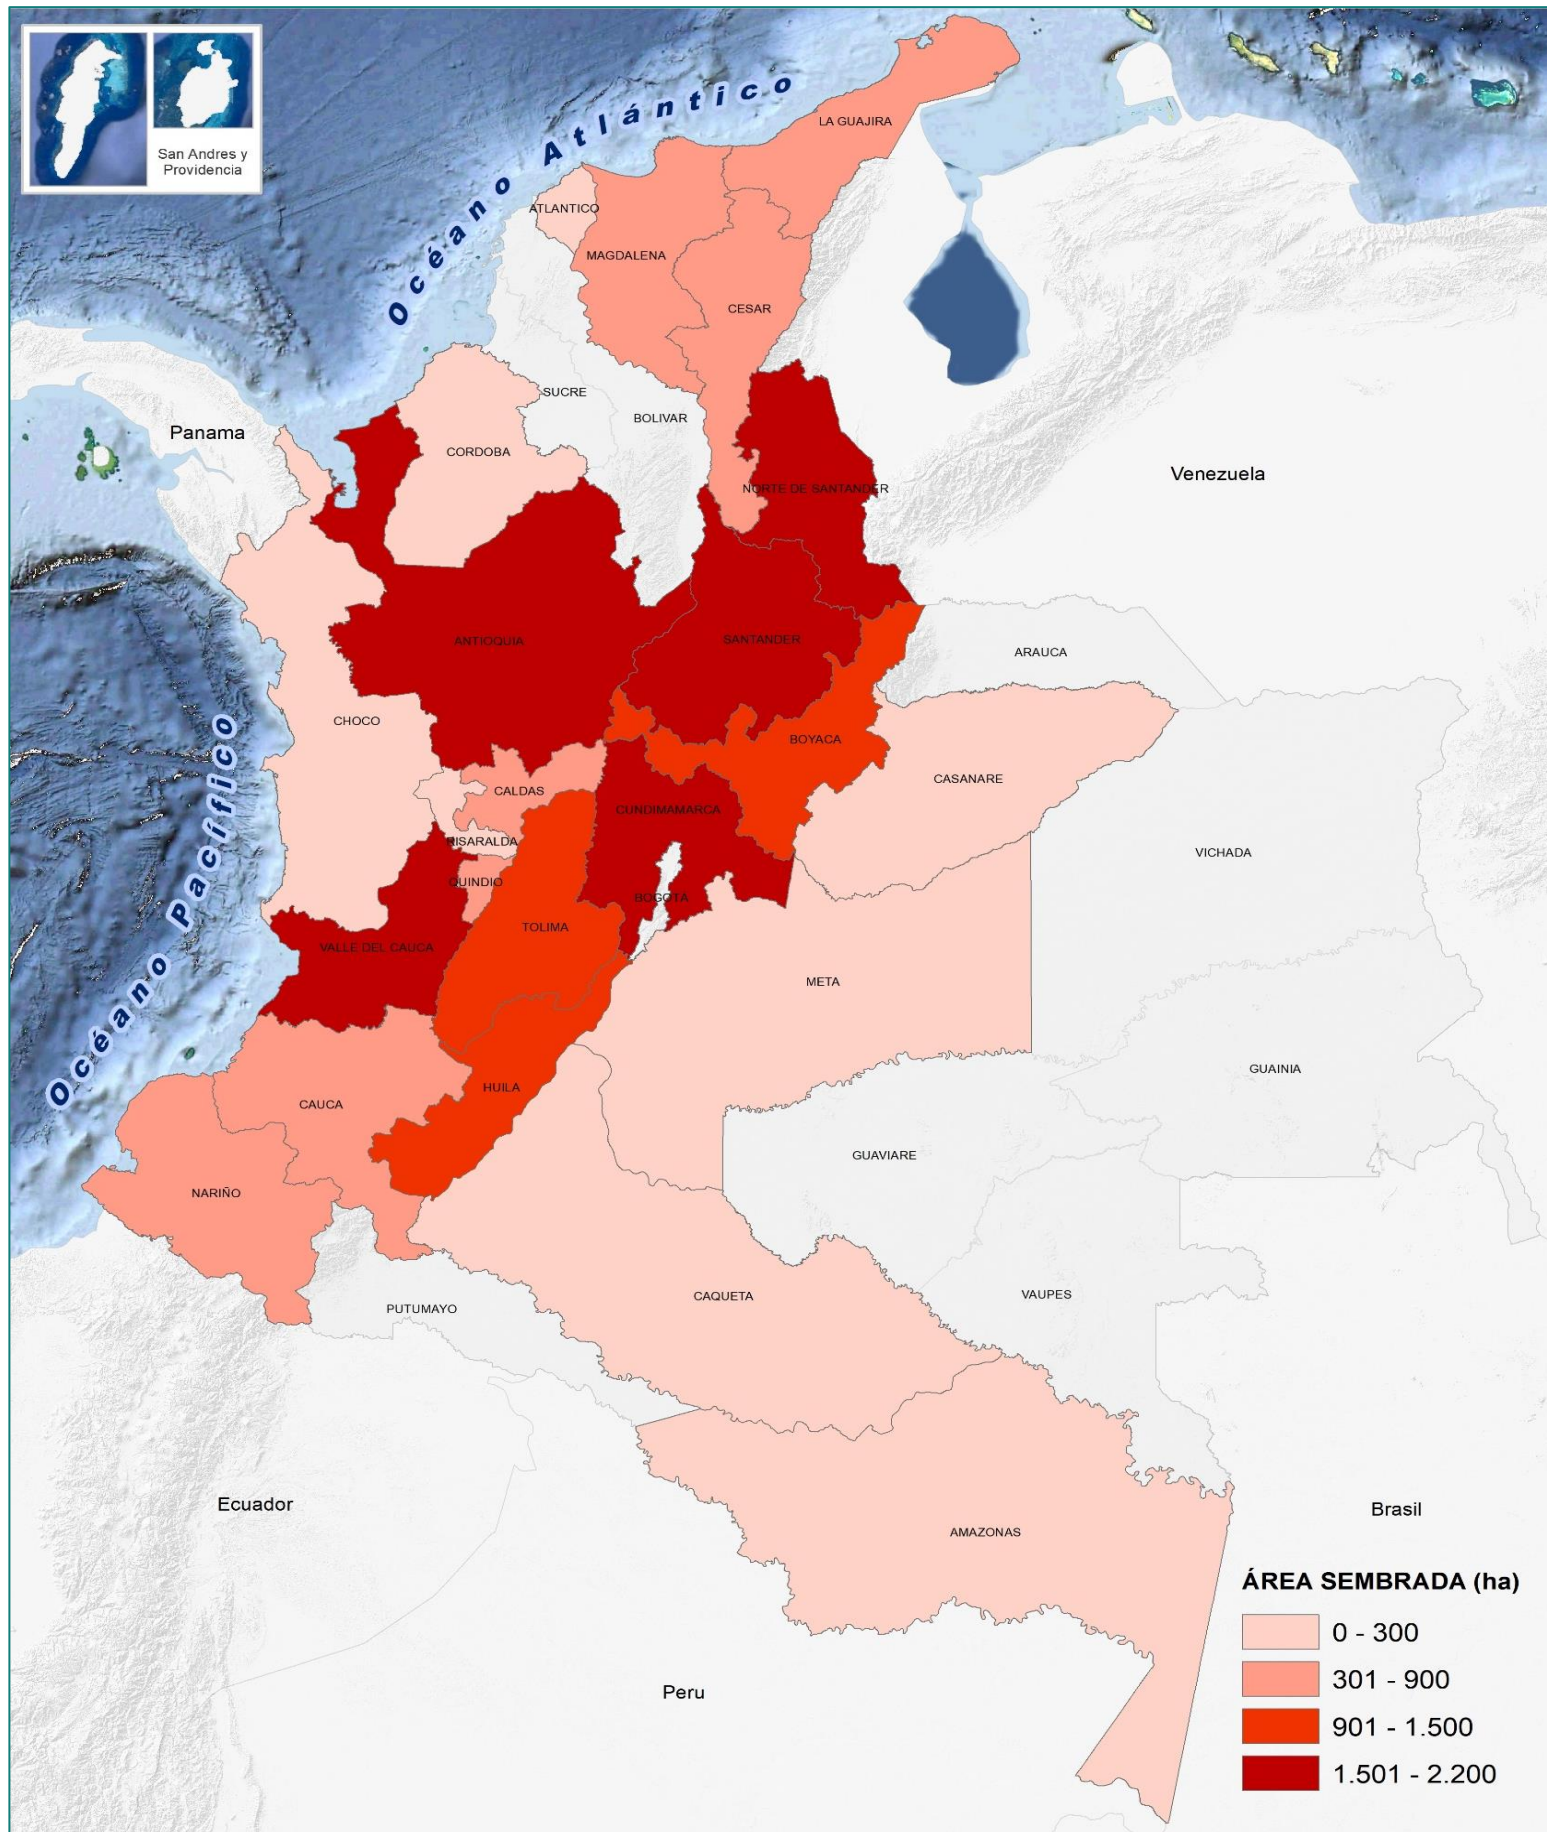 San Andres y
Providencia
Océano Atlántico
LA GUAJIRA
ATLANTICO
MAGDALENA
CESAR
SUCRE
BOLIVAR
Panama
CORDOBA
Venezuela
NORTE DE SANTANDER
ANTIOQUIA
SANTANDER
ARAUCA
CHOCO
BOYACA
CASANARE
CALDAS
CUNDIMAMARCA
RISARALDA
VICHADA
QUINDIO
BOGOTA
TOLIMA
VALLE DEL CAUCA
META
Océano Pacífico
GUAINIA
HUILA
CAUCA
GUAVIARE
NARIÑO
VAUPES
CAQUETA
PUTUMAYO
Ecuador
Brasil
AMAZONAS
Peru
ÁREA SEMBRADA (ha)
0 - 300
301 - 900
901 - 1.500
1.501 - 2.200